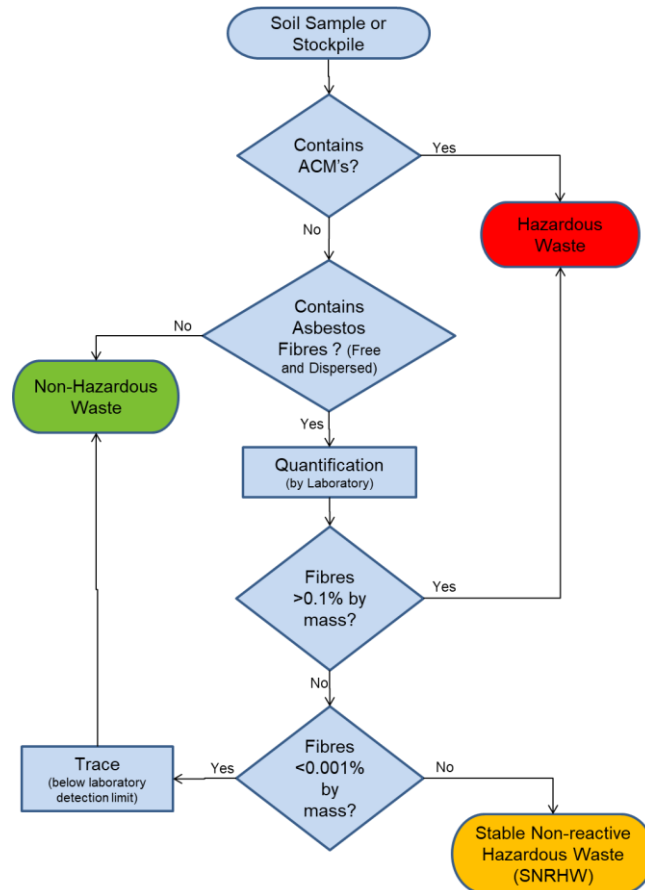 Soil Sample or
Stockpile
Contains
ACM's?
Yes
No
Hazardous
Waste
Contains
Asbestos
Fibres ? (Free
and Dispersed)
No
Non-Hazardous
Waste
Yes
Quantification
(by Laboratory)
Fibres
>0.1% by
mass?
Yes
No
Fibres
<0.001%
by
mass?
Yes
Trace
(below laboratory
detection limit)
No
Stable Non-reactive
Hazardous Waste
(SNRHW)